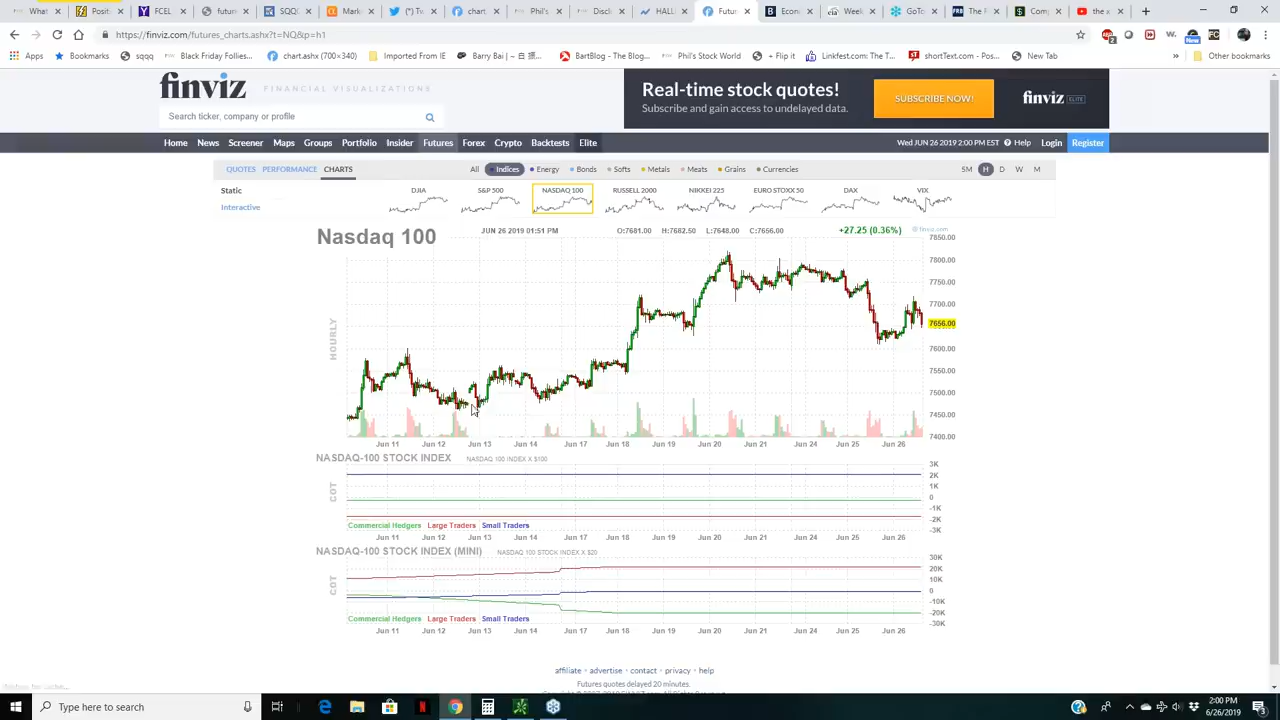 Petit
YCEL
SQQ
chart.
Phil's
HALL:
Futu
https://finviz.com/futures_charts.ashx?t=NQ&p=h1
Apps
Bookmarks
sqqq
Black Friday Follies...
chart.ashx (700×340)
Imported From IE
Barry Bai | ~ 白
BartBlog - The Blog...
Phil's NQ World
+ Flip it
Linkfest.com: The T...
shortText.com - Pos...
New Tab
Other bookmarks
finviz FINANCIAL VISUALIZATIONS
Real-time stock quotes!
Subscribe and gain access to undelayed data.
SUBSCRIBE NOW!
finviz ELITE
Search ticker, company or profile
Home News Screener Maps Groups Portfolio Insider Futures Forex Crypto Backtests Elite
Wed JUN 26 2019 2:00 PM EST Help Login Register
QUOTES PERFORMANCE CHARTS
All Indices Energy Bonds Softs Metals Meats Grains Currencies
5M H D W M
Static
Interactive
DJIA S&P 500 NASDAQ 100 RUSSELL 2000 NIKKEI 225 EURO STOXX 50 DAX VIX
Nasdaq 100
JUN 26 2019 01:51 PM O:7681.00 H:7682.50 L:7648.00 C:7656.00 +27.25 (0.36%)
© finviz.com
HOURLY
7850.00
7800.00
7750.00
7700.00
7656.00
7600.00
7550.00
7500.00
7450.00
7400.00
Jun 11 Jun 12 Jun 13 Jun 14 Jun 17 Jun 18 Jun 19 Jun 20 Jun 21 Jun 24 Jun 25 Jun 26
NASDAQ-100 STOCK INDEX NASDAQ 100 INDEX X $100
COT
3K
2K
1K
0
-1K
-2K
-3K
Commercial Hedgers Large Traders Small Traders
Jun 11 Jun 12 Jun 13 Jun 14 Jun 17 Jun 18 Jun 19 Jun 20 Jun 21 Jun 24 Jun 25 Jun 26
NASDAQ-100 STOCK INDEX (MINI) NASDAQ 100 STOCK INDEX X $20
COT
30K
20K
10K
0
-10K
-20K
-30K
Commercial Hedgers Large Traders Small Traders
Jun 11 Jun 12 Jun 13 Jun 14 Jun 17 Jun 18 Jun 19 Jun 20 Jun 21 Jun 24 Jun 25 Jun 26
affiliate • advertise • contact • privacy • help
Futures quotes delayed 20 minutes.
Type here to search
2:00 PM
6/26/2019